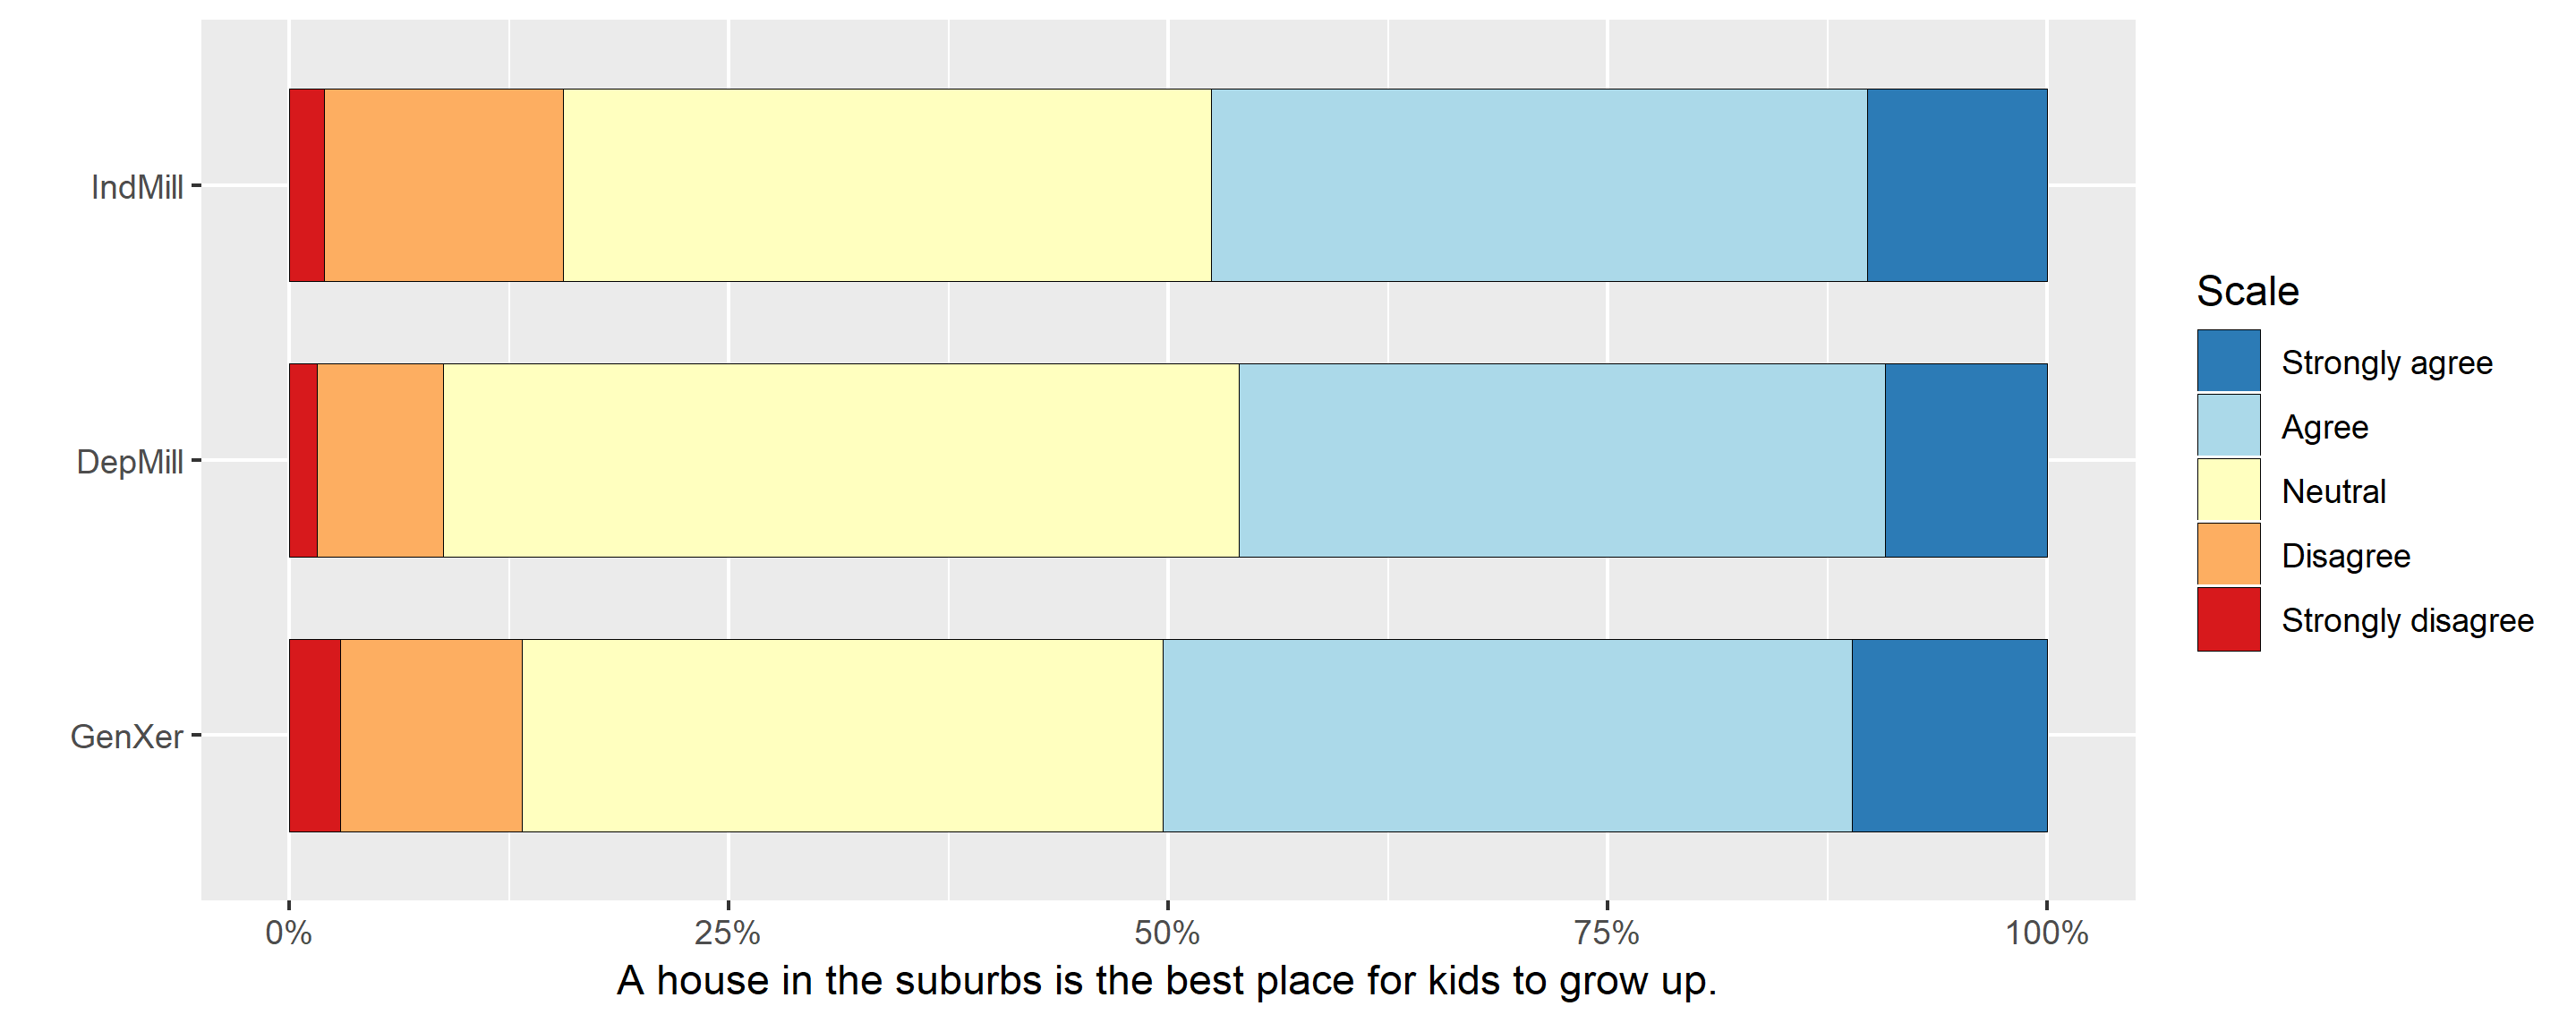 IndMill
DepMill
GenXer
0% 25% 50% 75% 100%
A house in the suburbs is the best place for kids to grow up.
Scale
Strongly agree
Agree
Neutral
Disagree
Strongly disagree